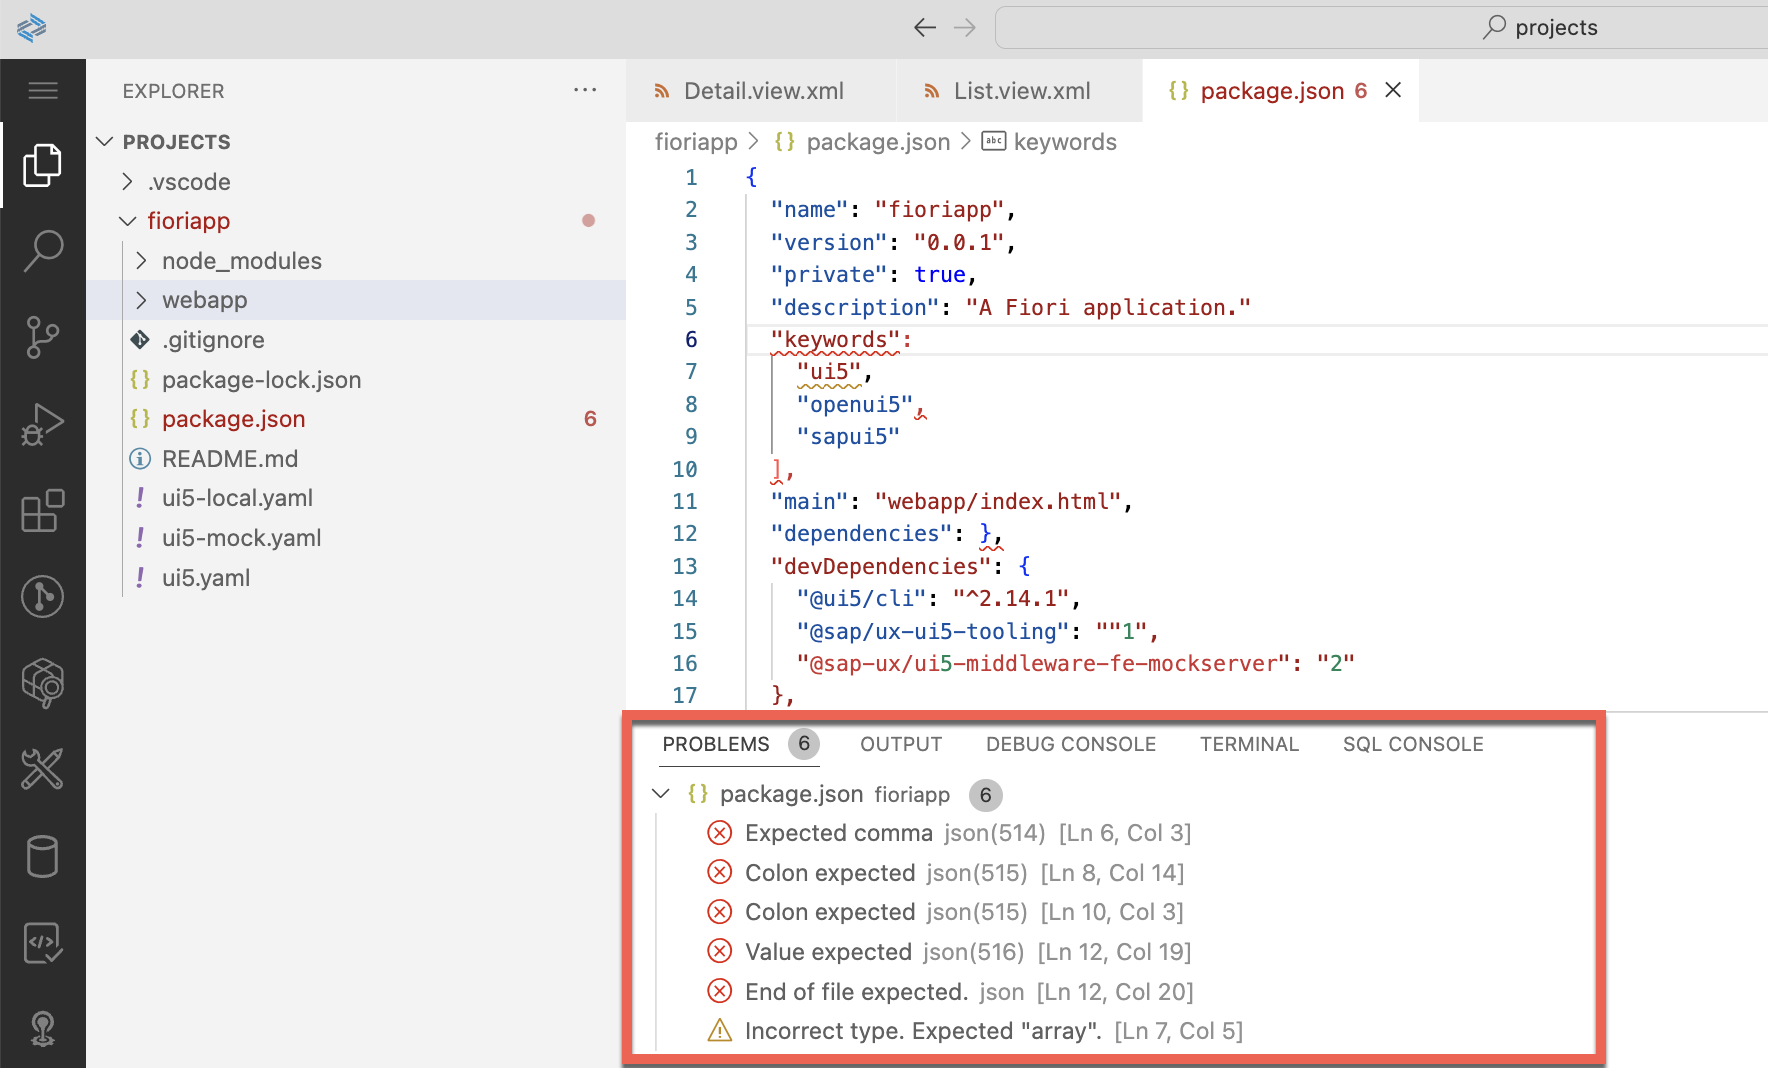 projects
EXPLORER
PROJECTS
.vscode
fioriapp
node_modules
webapp
.gitignore
package-lock.json
package.json 6
README.md
ui5-local.yaml
ui5-mock.yaml
ui5.yaml
Detail.view.xml List.view.xml {} package.json 6
fioriapp > {} package.json > abc keywords
1 {
2 "name": "fioriapp",
3 "version": "0.0.1",
4 "private": true,
5 "description": "A Fiori application."
6 "keywords":
7 "ui5",
8 "openui5",
9 "sapui5"
10 ],
11 "main": "webapp/index.html",
12 "dependencies": },
13 "devDependencies": {
14 "@ui5/cli": "^2.14.1",
15 "@sap/ux-ui5-tooling": ""1",
16 "@sap-ux/ui5-middleware-fe-mockserver": "2"
17 },
PROBLEMS 6 OUTPUT DEBUG CONSOLE TERMINAL SQL CONSOLE
{} package.json fioriapp 6
Expected comma json(514) [Ln 6, Col 3]
Colon expected json(515) [Ln 8, Col 14]
Colon expected json(515) [Ln 10, Col 3]
Value expected json(516) [Ln 12, Col 19]
End of file expected. json [Ln 12, Col 20]
Incorrect type. Expected "array". [Ln 7, Col 5]